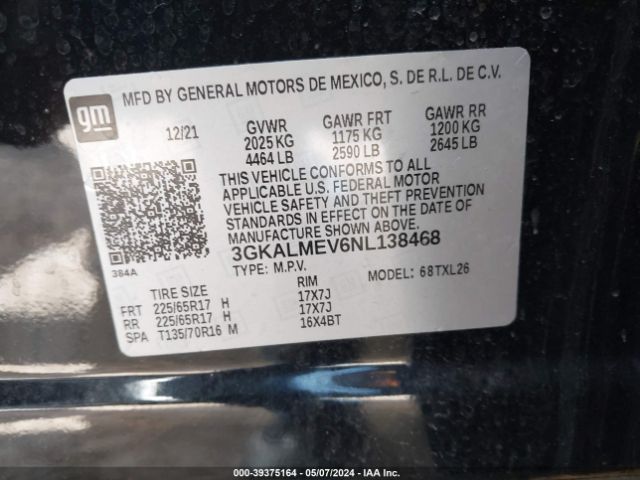 MFD BY GENERAL MOTORS DE MEXICO, S. DE R.L. DE C.V.
gm
12/21 GVWR GAWR FRT GAWR RR
2025 KG 1175 KG 1200 KG
4464 LB 2590 LB 2645 LB
THIS VEHICLE CONFORMS TO ALL
APPLICABLE U.S. FEDERAL MOTOR
VEHICLE SAFETY AND THEFT PREVENTION
STANDARDS IN EFFECT ON THE DATE OF
MANUFACTURE SHOWN ABOVE.
384A
3GKALMEV6NL138468
TYPE: M.P.V. MODEL: 68TXL26
TIRE SIZE RIM
FRT 225/65R17 H 17X7J
RR 225/65R17 H 17X7J
SPA T135/70R16 M 16X4BT
000-39375164 - 05/07/2024 - IAA Inc.